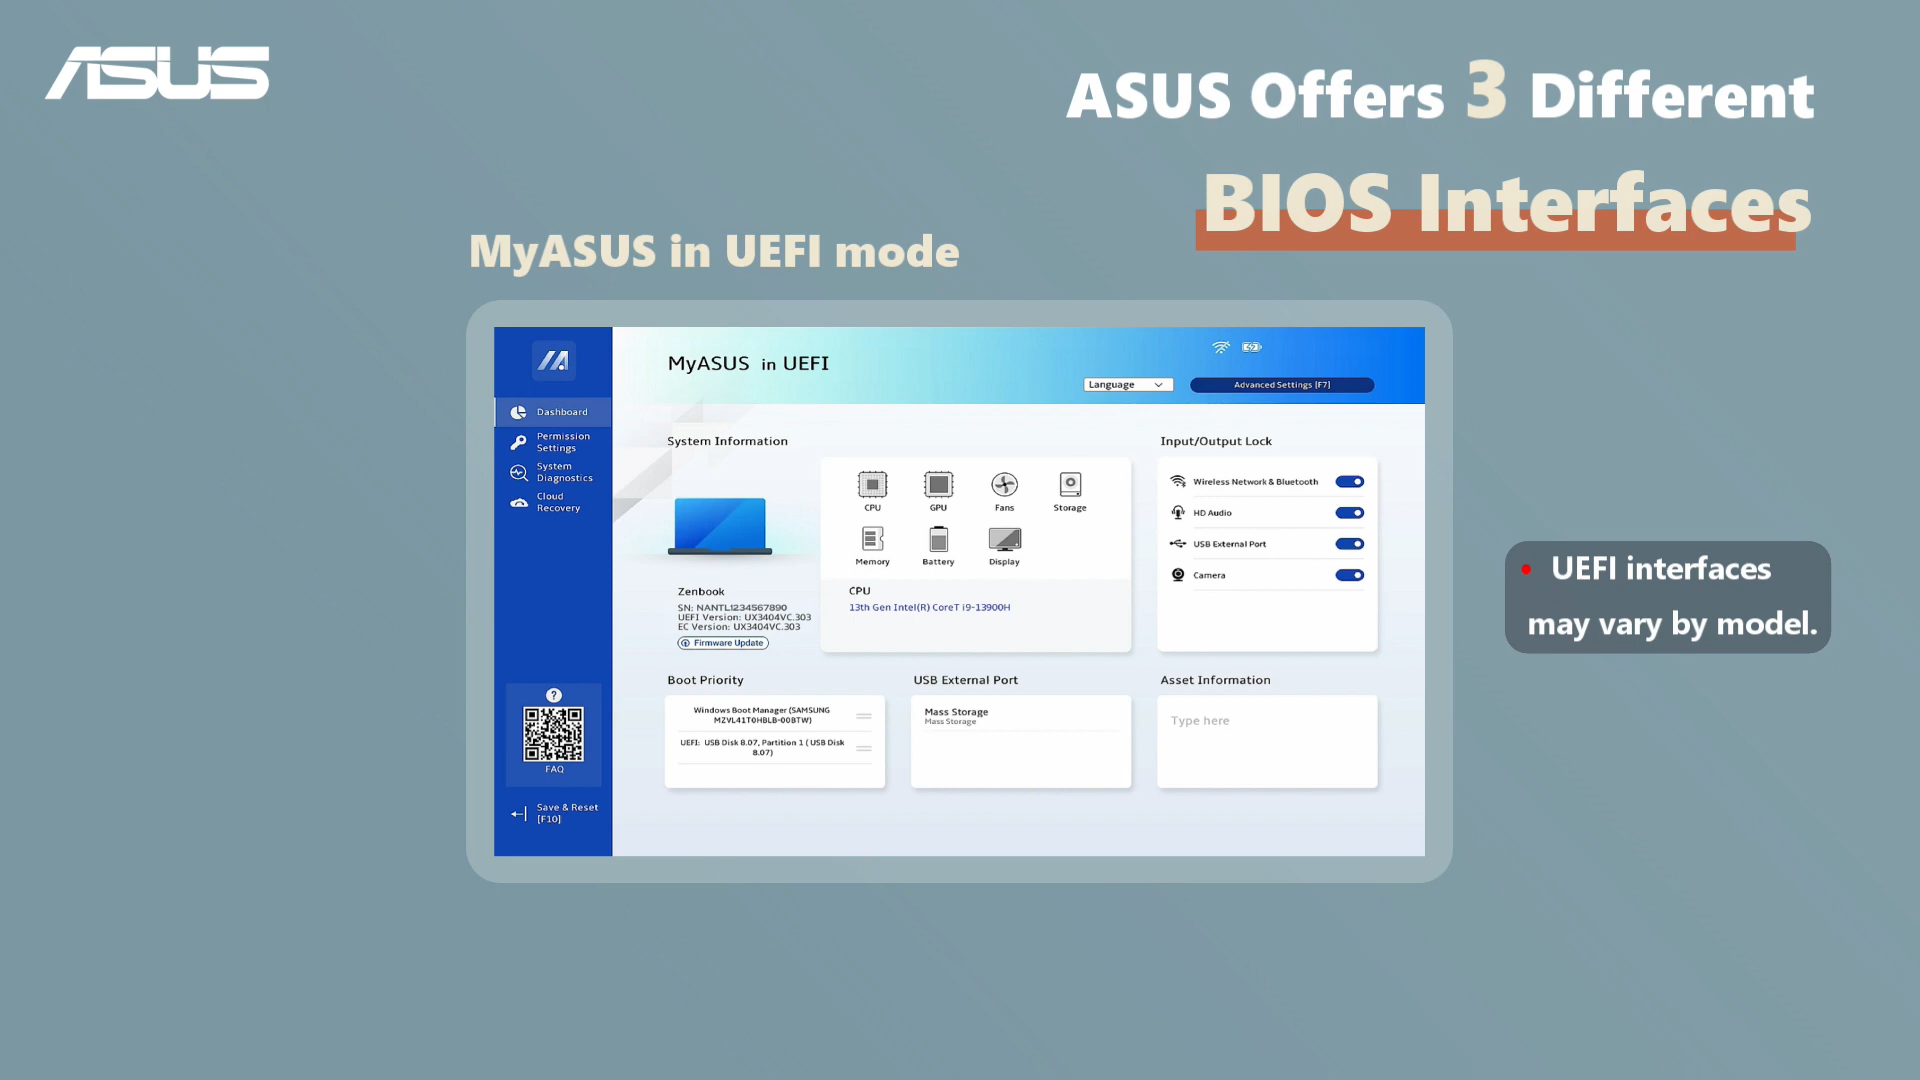 ASUS
ASUS Offers 3 Different
BIOS Interfaces
MyASUS in UEFI mode
MyASUS in UEFI
Language
Advanced Settings [F7]
Dashboard
Permission
Settings
System
Diagnostics
Cloud
Recovery
?
FAQ
Save & Reset
[F10]
System Information
Zenbook
SN: NANTL1234567890
UEFI Version: UX3404VC.303
EC Version: UX3404VC.303
Firmware Update
CPU
GPU
Fans
Storage
Memory
Battery
Display
CPU
13th Gen Intel(R) CoreT i9-13900H
Input/Output Lock
Wireless Network & Bluetooth
HD Audio
USB External Port
Camera
Boot Priority
Windows Boot Manager (SAMSUNG
MZVL41T0HBLB-00BTW)
UEFI: USB Disk 8.07, Partition 1 ( USB Disk
8.07)
USB External Port
Mass Storage
Mass Storage
Asset Information
Type here
• UEFI interfaces
may vary by model.